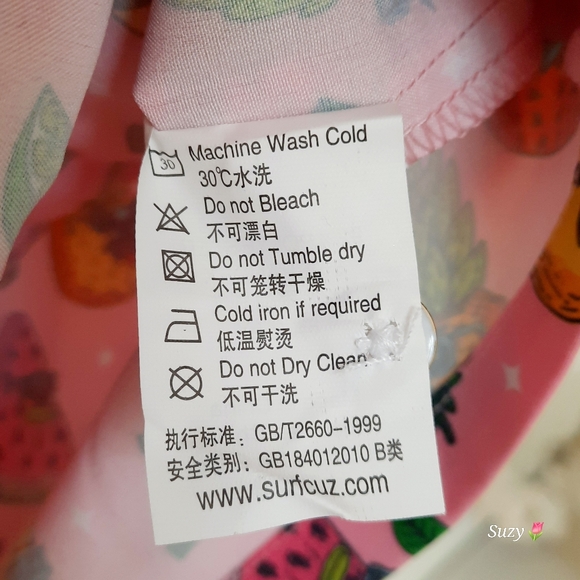 30
Machine Wash Cold
30℃水洗
Do not Bleach
不可漂白
Do not Tumble dry
不可笼转干燥
Cold iron if required
低温熨烫
Do not Dry Clean
不可干洗
执行标准: GB/T2660-1999
安全类别: GB184012010 B类
www.suncuz.com
Suzy